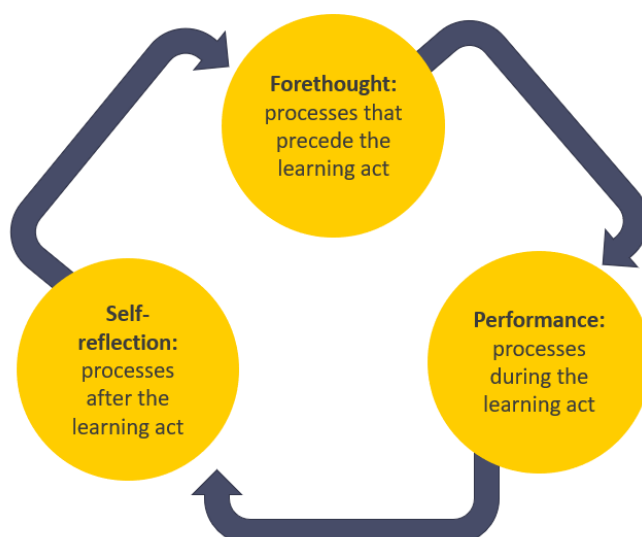 Forethought:
processes that
precede the
learning act
Performance:
processes
during the
learning act
Self-
reflection:
processes
after the
learning act